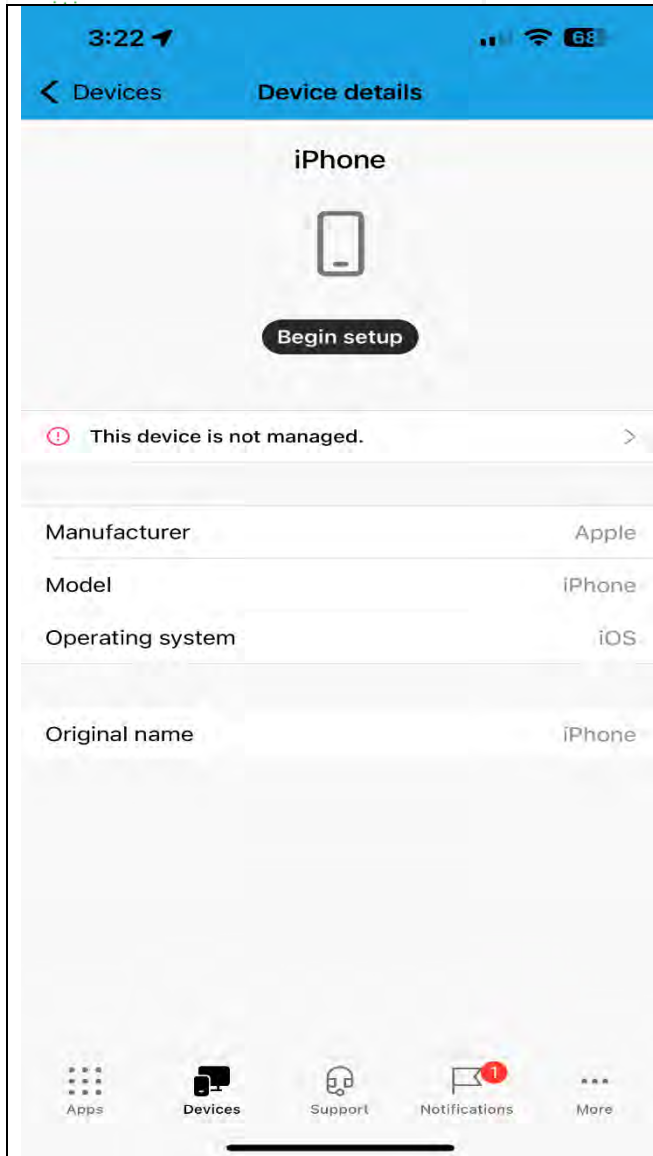 3:22
68
Devices
Device details
iPhone
Begin setup
This device is not managed.
Manufacturer Apple
Model iPhone
Operating system iOS
Original name iPhone
1
Apps Devices Support Notifications More